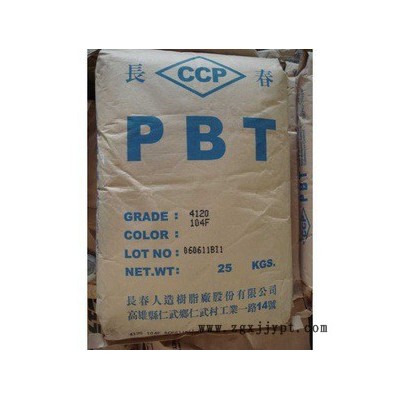 長 CCP 春
PBT
GRADE : 4120
104F
COLOR :
LOT NO : 060611BI1
NET.WT: 25 KGS.
長春人造樹脂廠股份有限公司
高雄縣仁武鄉仁武村工業一路14號
www.zgxjjypt.com